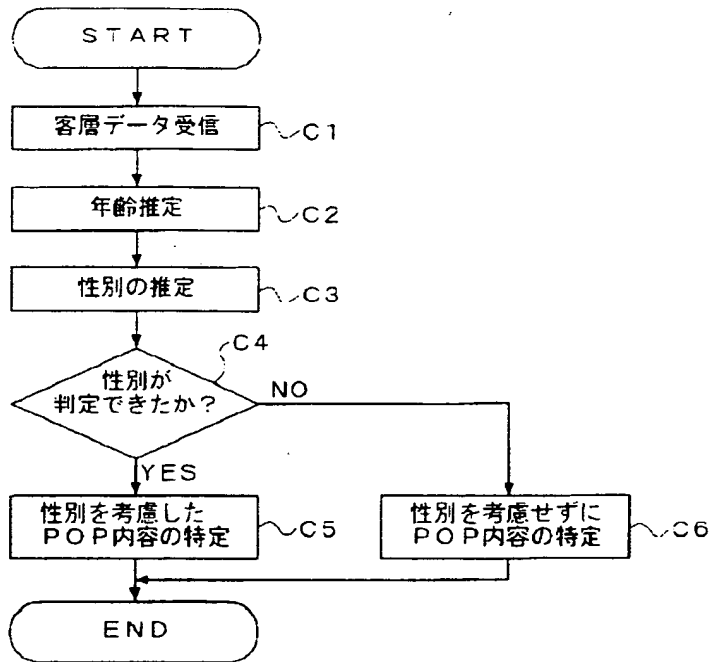 START
客層データ受信
C1
年齢推定
C2
性別の推定
C3
C4
性別が
判定できたか？
NO
YES
性別を考慮した
POP内容の特定
C5
性別を考慮せずに
POP内容の特定
C6
END